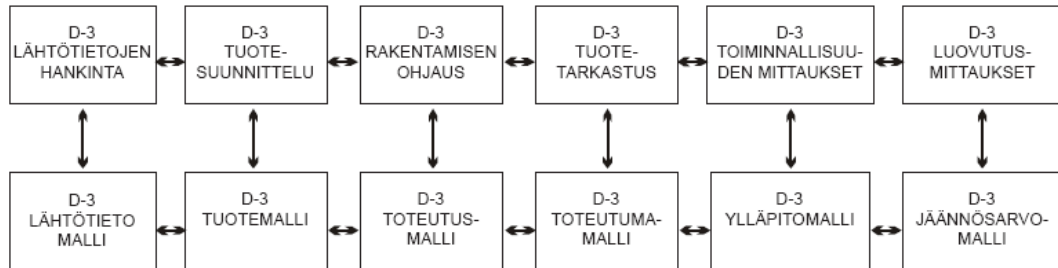 D-3
LÄHTÖTIETOJEN
HANKINTA
D-3
TUOTE-
SUUNNITTELU
D-3
RAKENTAMISEN
OHJAUS
D-3
TUOTE-
TARKASTUS
D-3
TOIMINNALLISUU-
DEN MITTAUKSET
D-3
LUOVUTUS-
MITTAUKSET
D-3
LÄHTÖTIETO
MALLI
D-3
TUOTEMALLI
D-3
TOTEUTUS-
MALLI
D-3
TOTEUTUMA-
MALLI
D-3
YLLÄPITOMALLI
D-3
JÄÄNNÖSARVO-
MALLI